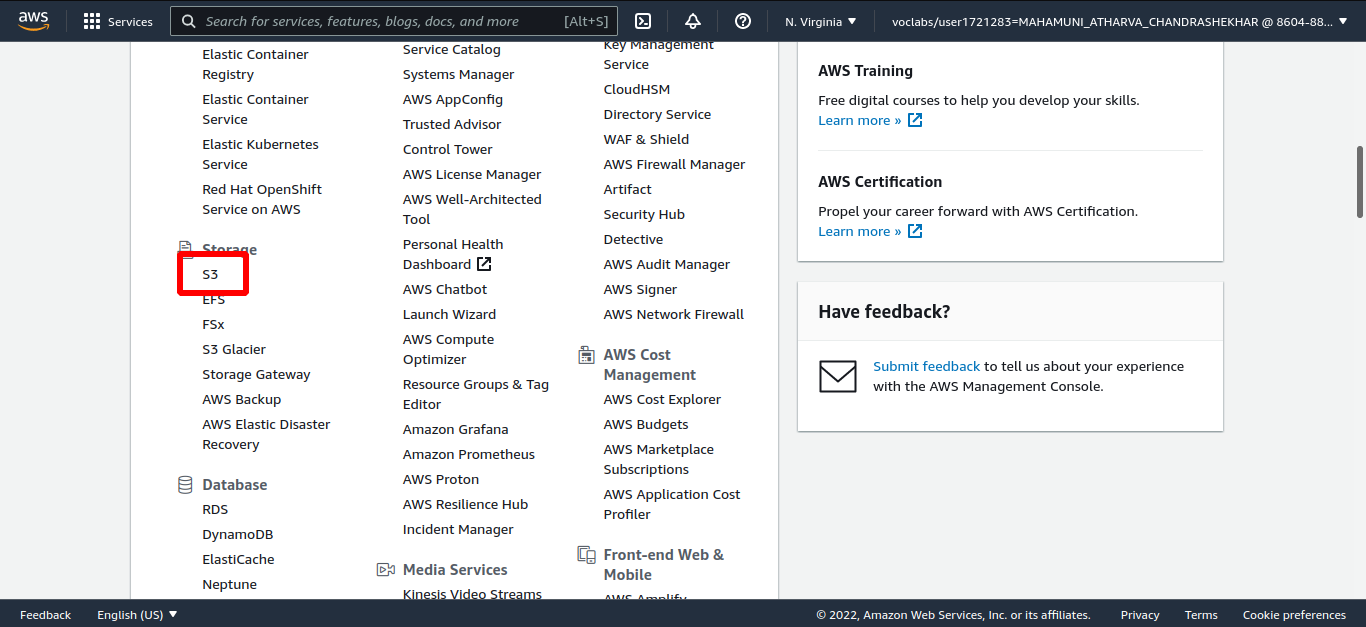 aws
Services
Search for services, features, blogs, docs, and more
[Alt+S]
N. Virginia
voclabs/user1721283=MAHAMUNI_ATHARVA_CHANDRASHEKHAR @ 8604-88...
Elastic Container
Registry
Elastic Container
Service
Elastic Kubernetes
Service
Red Hat OpenShift
Service on AWS
Storage
S3
EFS
FSx
S3 Glacier
Storage Gateway
AWS Backup
AWS Elastic Disaster
Recovery
Database
RDS
DynamoDB
ElastiCache
Neptune
Service Catalog
Systems Manager
AWS AppConfig
Trusted Advisor
Control Tower
AWS License Manager
AWS Well-Architected
Tool
Personal Health
Dashboard
AWS Chatbot
Launch Wizard
AWS Compute
Optimizer
Resource Groups & Tag
Editor
Amazon Grafana
Amazon Prometheus
AWS Proton
AWS Resilience Hub
Incident Manager
Media Services
Kinesis Video Streams
Key Management
Service
CloudHSM
Directory Service
WAF & Shield
AWS Firewall Manager
Artifact
Security Hub
Detective
AWS Audit Manager
AWS Signer
AWS Network Firewall
AWS Cost
Management
AWS Cost Explorer
AWS Budgets
AWS Marketplace
Subscriptions
AWS Application Cost
Profiler
Front-end Web &
Mobile
AWS Amplify
AWS Training
Free digital courses to help you develop your skills.
Learn more »
AWS Certification
Propel your career forward with AWS Certification.
Learn more »
Have feedback?
Submit feedback to tell us about your experience
with the AWS Management Console.
Feedback
English (US)
© 2022, Amazon Web Services, Inc. or its affiliates.
Privacy
Terms
Cookie preferences